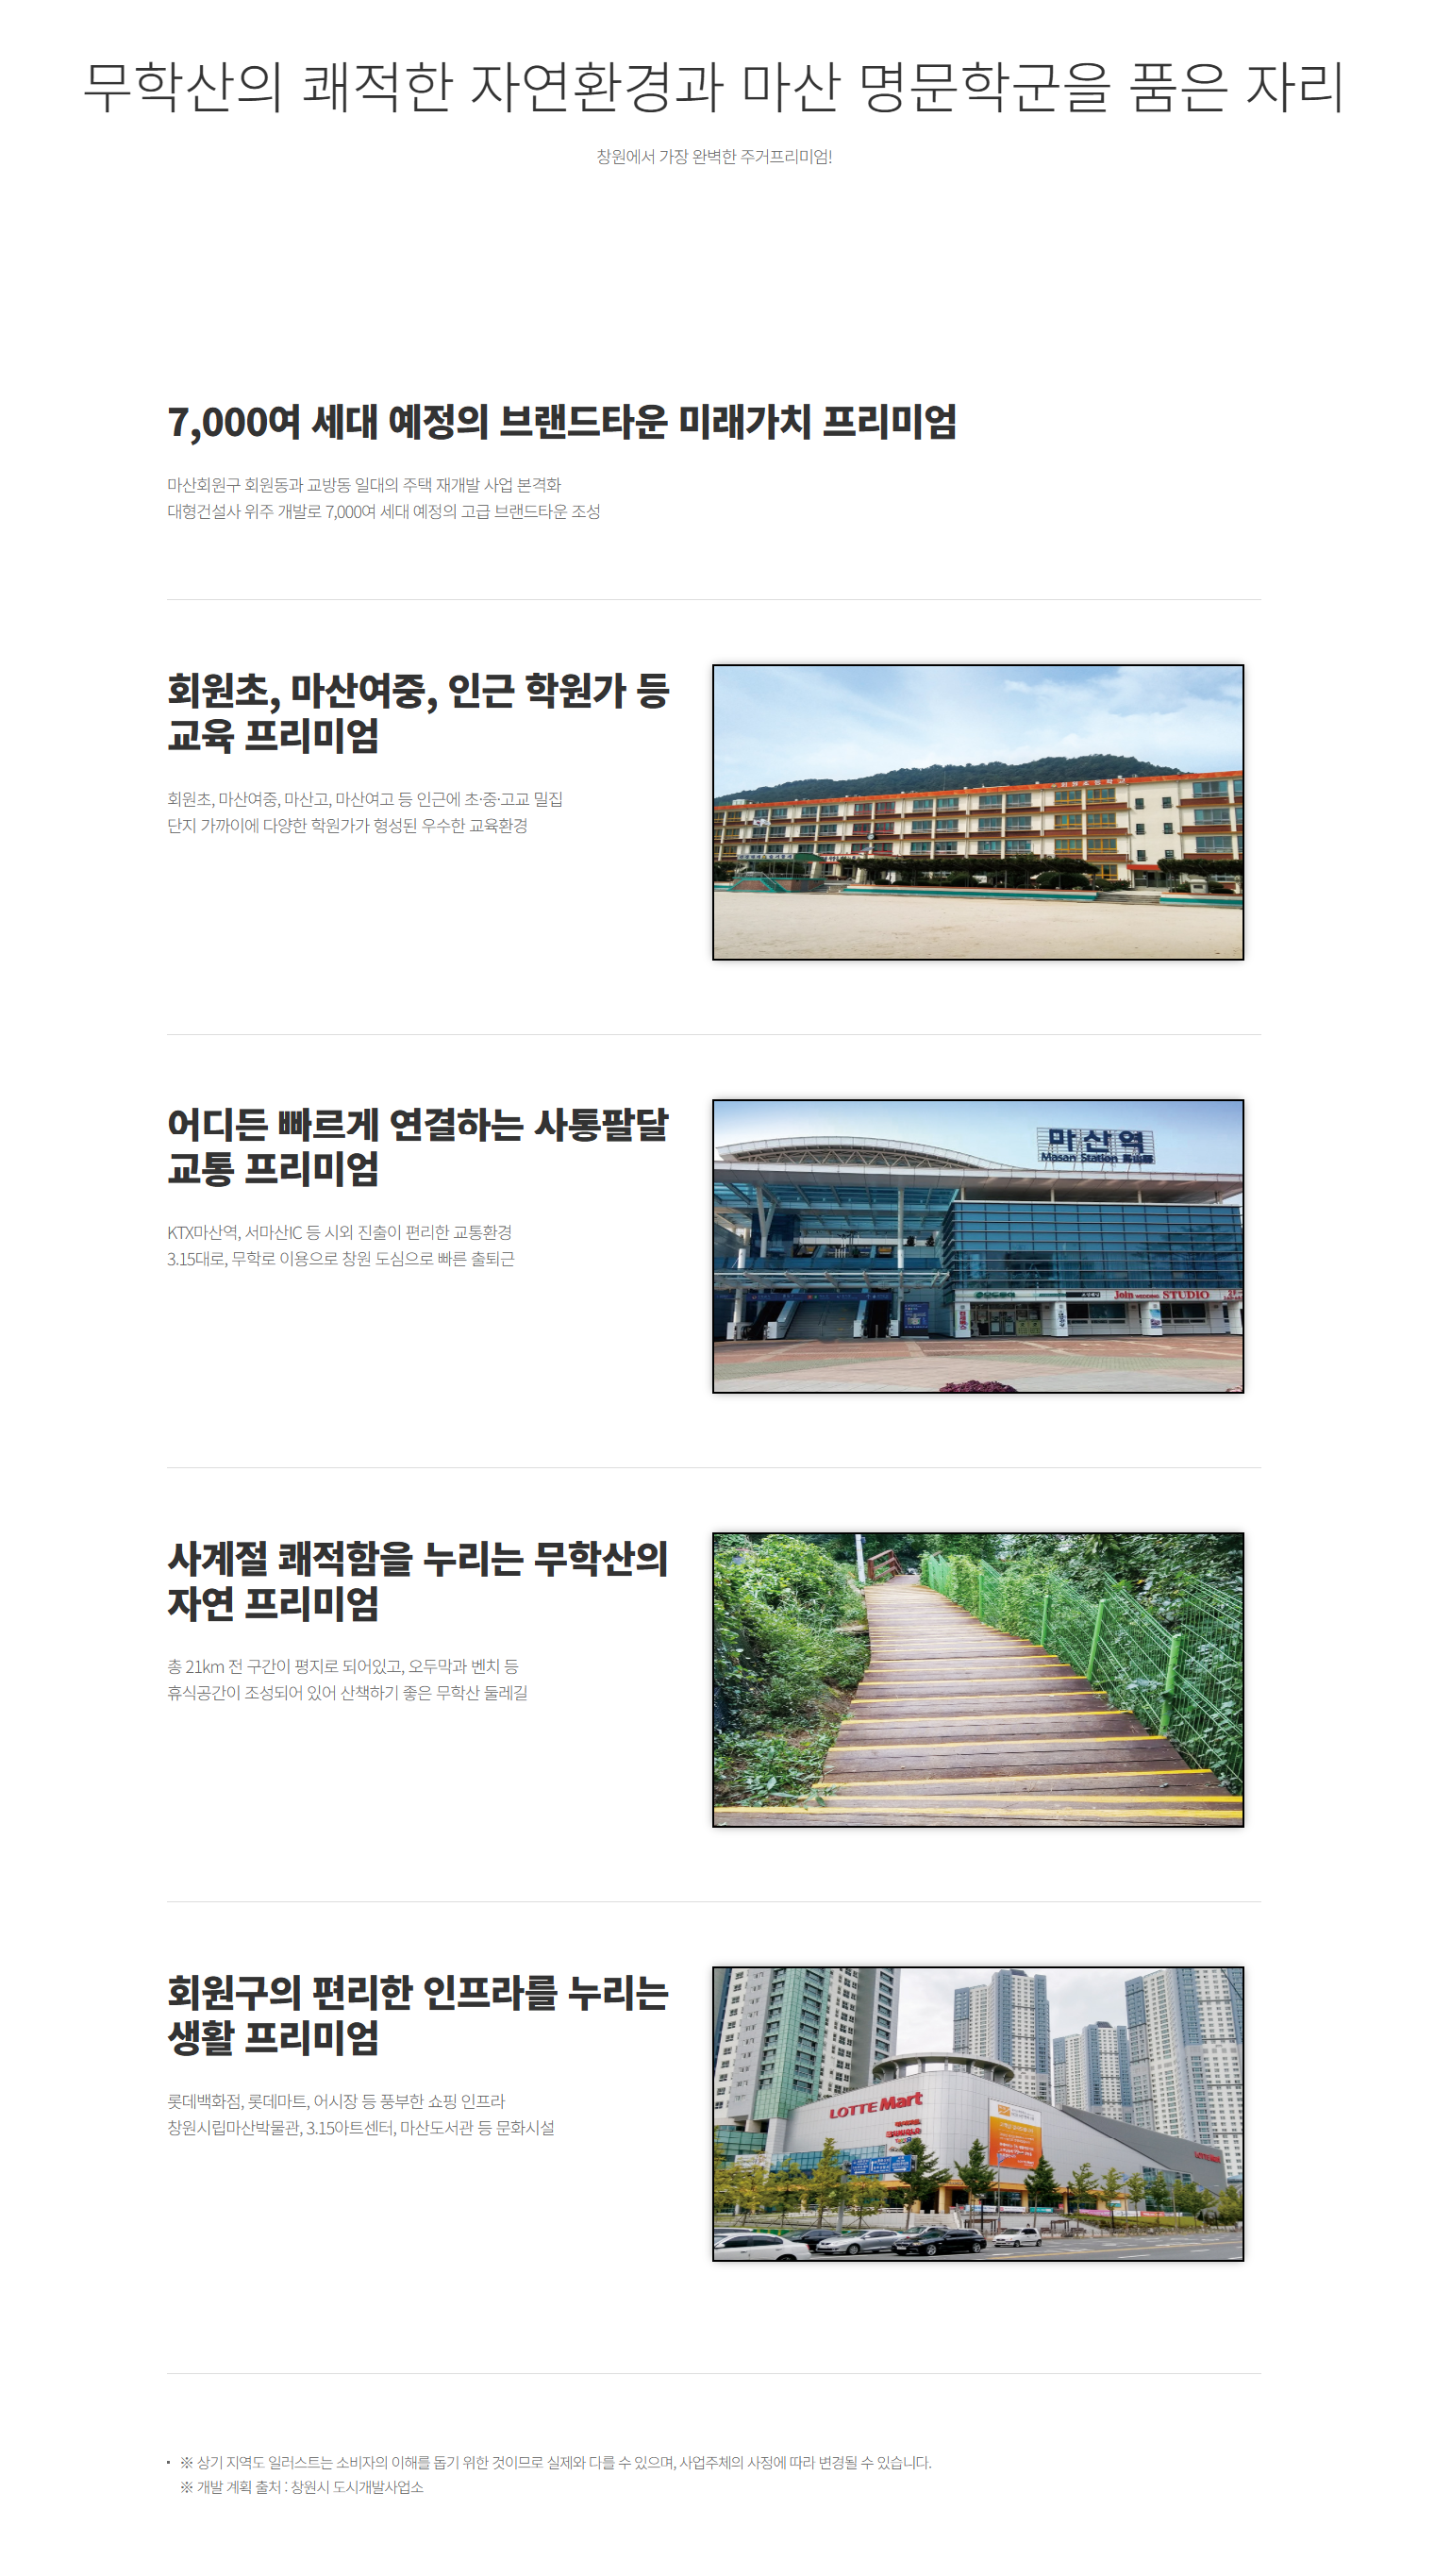 무학산의 쾌적한 자연환경과 마산 명문학군을 품은 자리
창원에서 가장 완벽한 주거프리미엄!
7,000여 세대 예정의 브랜드타운 미래가치 프리미엄
마산회원구 회원동과 교방동 일대의 주택 재개발 사업 본격화
대형건설사 위주 개발로 7,000여 세대 예정의 고급 브랜드타운 조성
회원초, 마산여중, 인근 학원가 등
교육 프리미엄
회원초, 마산여중, 마산고, 마산여고 등 인근에 초·중·고교 밀집
단지 가까이에 다양한 학원가가 형성된 우수한 교육환경
어디든 빠르게 연결하는 사통팔달
교통 프리미엄
KTX마산역, 서마산IC 등 시외 진출이 편리한 교통환경
3.15대로, 무학로 이용으로 창원 도심으로 빠른 출퇴근
마산역
Masan Station
Join WEDDING STUDIO
사계절 쾌적함을 누리는 무학산의
자연 프리미엄
총 21km 전 구간이 평지로 되어있고, 오두막과 벤치 등
휴식공간이 조성되어 있어 산책하기 좋은 무학산 둘레길
회원구의 편리한 인프라를 누리는
생활 프리미엄
롯데백화점, 롯데마트, 어시장 등 풍부한 쇼핑 인프라
창원시립마산박물관, 3.15아트센터, 마산도서관 등 문화시설
LOTTE Mart
※ 상기 지역도 일러스트는 소비자의 이해를 돕기 위한 것이므로 실제와 다를 수 있으며, 사업주체의 사정에 따라 변경될 수 있습니다.
※ 개발 계획 출처 : 창원시 도시개발사업소